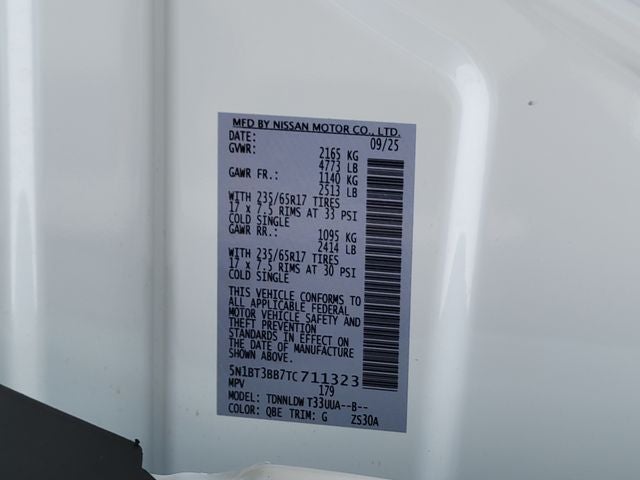 MFD BY NISSAN MOTOR CO., LTD.
DATE: 09/25
GVWR: 2165 KG
4773 LB
GAWR FR.: 1140 KG
2513 LB
WITH 235/65R17 TIRES
17 x 7.5 RIMS AT 33 PSI
COLD SINGLE
GAWR RR.: 1095 KG
2414 LB
WITH 235/65R17 TIRES
17 x 7.5 RIMS AT 30 PSI
COLD SINGLE
THIS VEHICLE CONFORMS TO
ALL APPLICABLE FEDERAL
MOTOR VEHICLE SAFETY AND
THEFT PREVENTION
STANDARDS IN EFFECT ON
THE DATE OF MANUFACTURE
SHOWN ABOVE.
5N1BT3BB7TC711323
MPV 179
MODEL: TDNNLDW T33UUA--B--
COLOR: QBE TRIM: G ZS30A